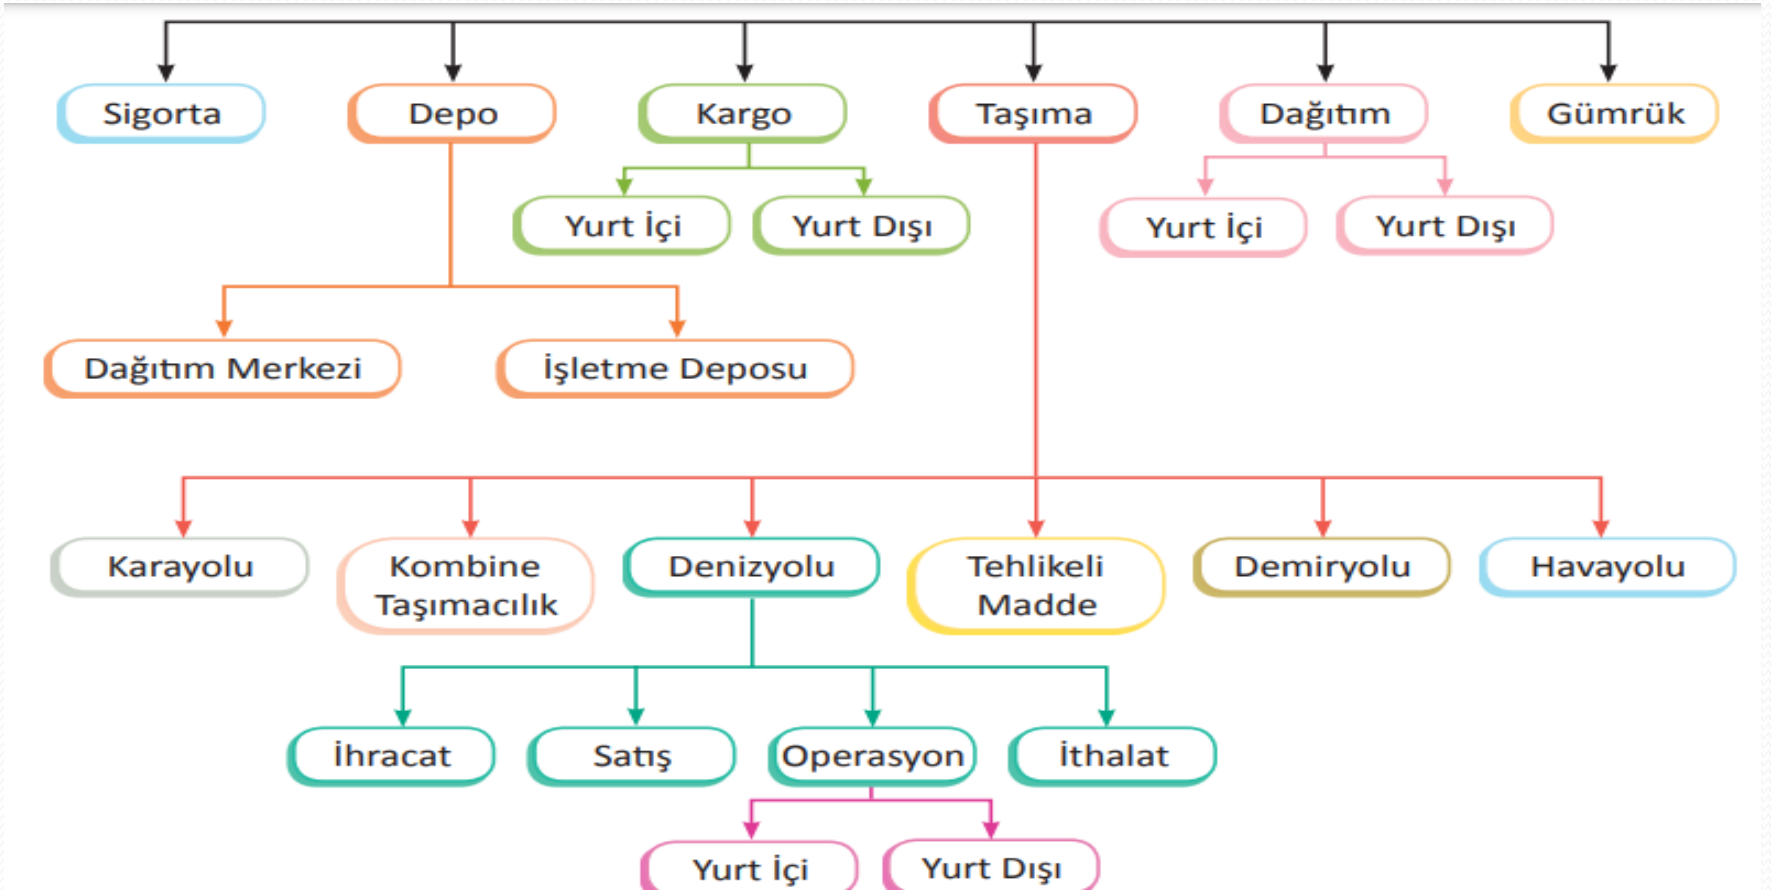 Sigorta
Depo
Kargo
Taşıma
Dağıtım
Gümrük
Yurt İçi
Yurt Dışı
Yurt İçi
Yurt Dışı
Dağıtım Merkezi
İşletme Deposu
Karayolu
Kombine
Taşımacılık
Denizyolu
Tehlikeli
Madde
Demiryolu
Havayolu
İhracat
Satış
Operasyon
İthalat
Yurt İçi
Yurt Dışı